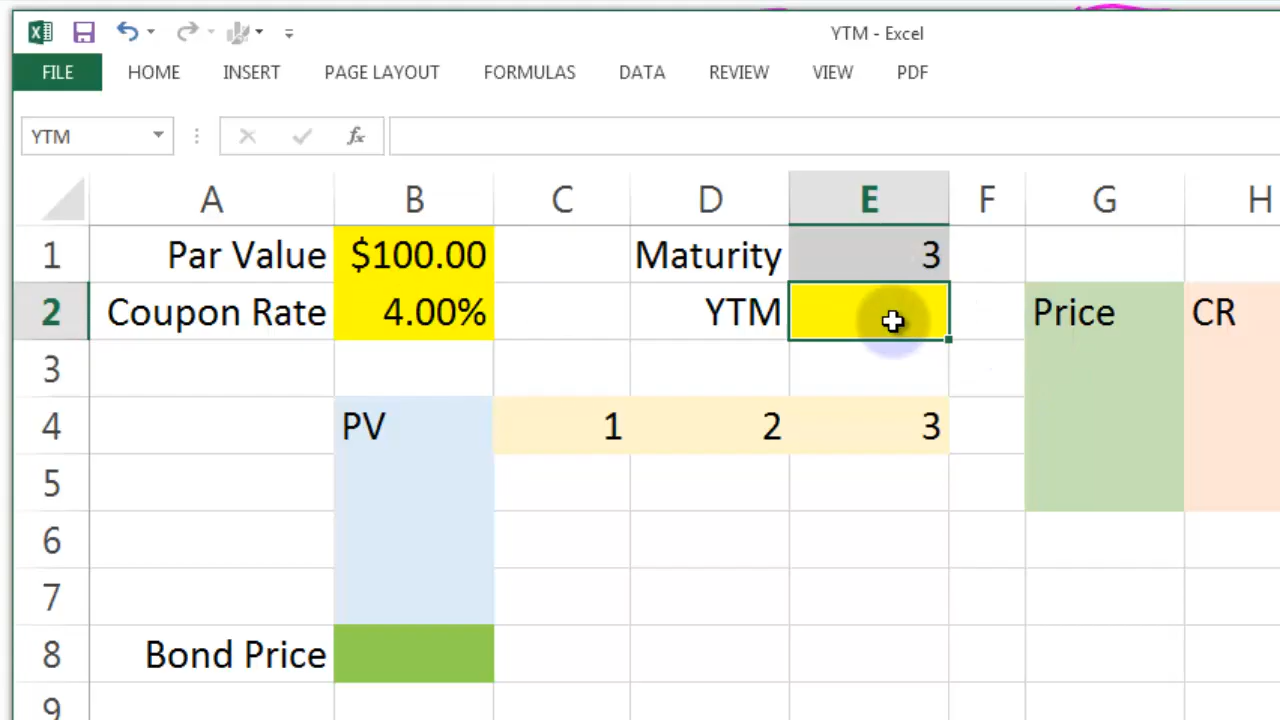 YTM - Excel
FILE HOME INSERT PAGE LAYOUT FORMULAS DATA REVIEW VIEW PDF
YTM fx
A B C D E F G H
1 Par Value $100.00 Maturity 3
2 Coupon Rate 4.00% YTM Price CR
3
4 PV 1 2 3
5
6
7
8 Bond Price
9